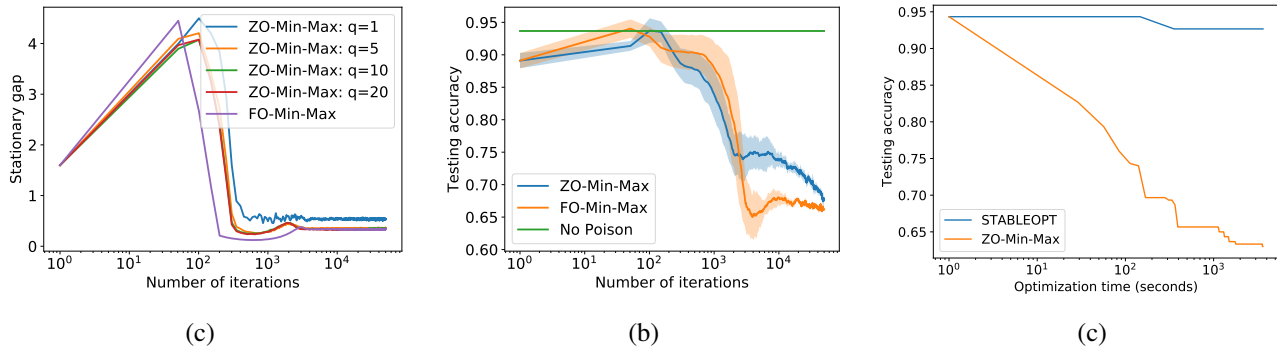 ZO-Min-Max: q=1
ZO-Min-Max: q=5
ZO-Min-Max: q=10
ZO-Min-Max: q=20
FO-Min-Max
Stationary gap
4
3
2
1
0
10^0 10^1 10^2 10^3 10^4
Number of iterations
(c)
Testing accuracy
0.95
0.90
0.85
0.80
0.75
0.70
0.65
0.60
ZO-Min-Max
FO-Min-Max
No Poison
10^0 10^1 10^2 10^3 10^4
Number of iterations
(b)
Testing accuracy
0.95
0.90
0.85
0.80
0.75
0.70
0.65
STABLEOPT
ZO-Min-Max
10^0 10^1 10^2 10^3
Optimization time (seconds)
(c)